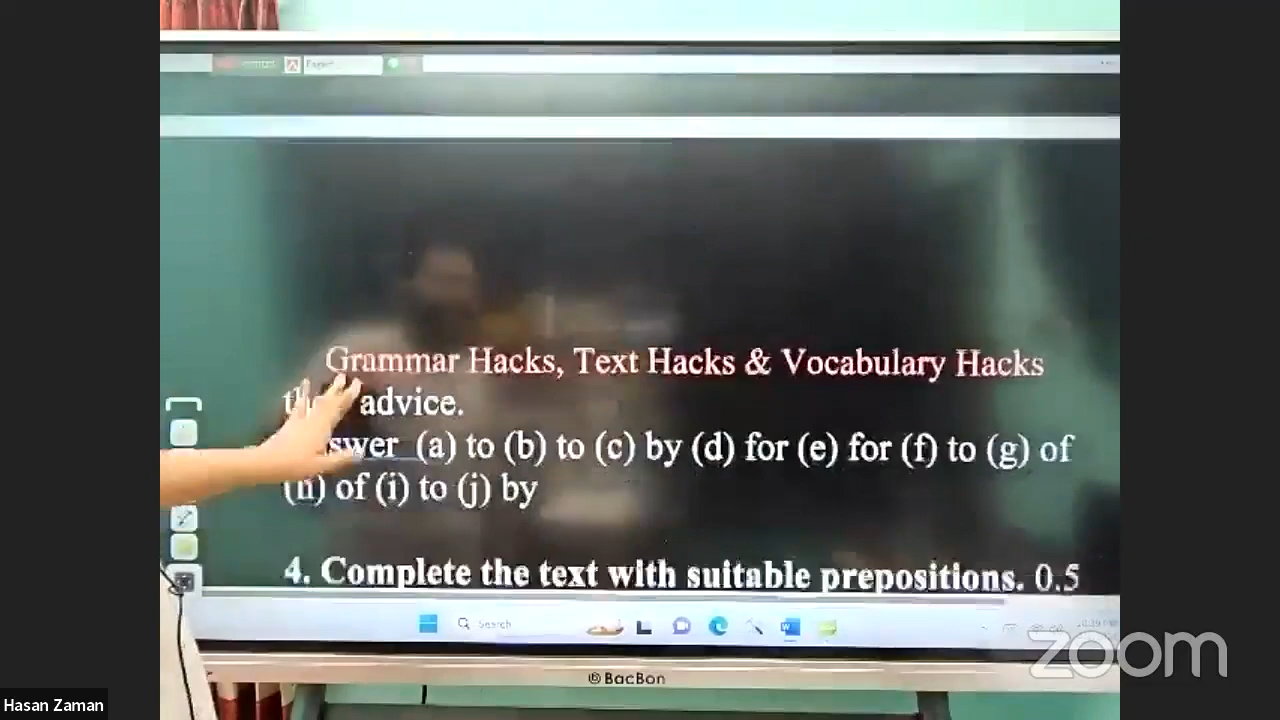 Grammar Hacks, Text Hacks & Vocabulary Hacks
advice.
(a) to (b) to (c) by (d) for (e) for (f) to (g) of
(h) of (i) to (j) by
4. Complete the text with suitable prepositions. 0.5
Search
BacBon
zoom
Hasan Zaman